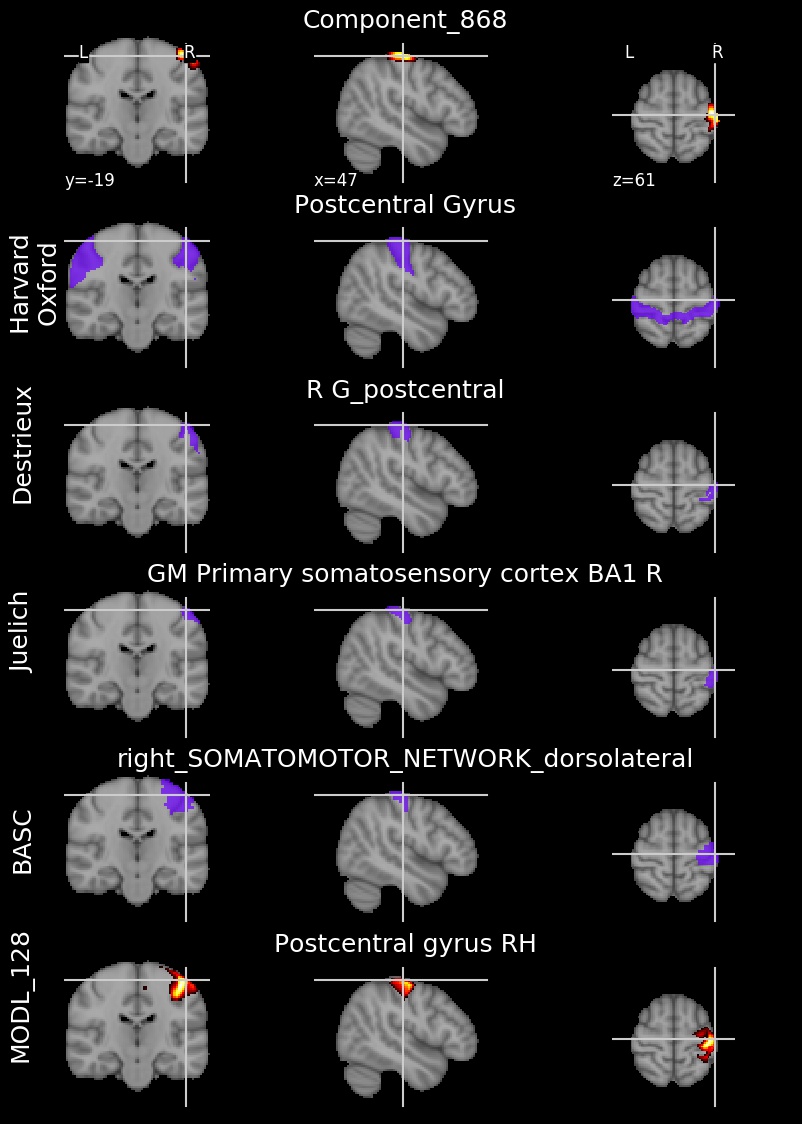 Component_868
L R
L R
y=-19
x=47
z=61
Postcentral Gyrus
Harvard
Oxford
R G_postcentral
Destrieux
GM Primary somatosensory cortex BA1 R
Juelich
right_SOMATOMOTOR_NETWORK_dorsolateral
BASC
Postcentral gyrus RH
MODL_128